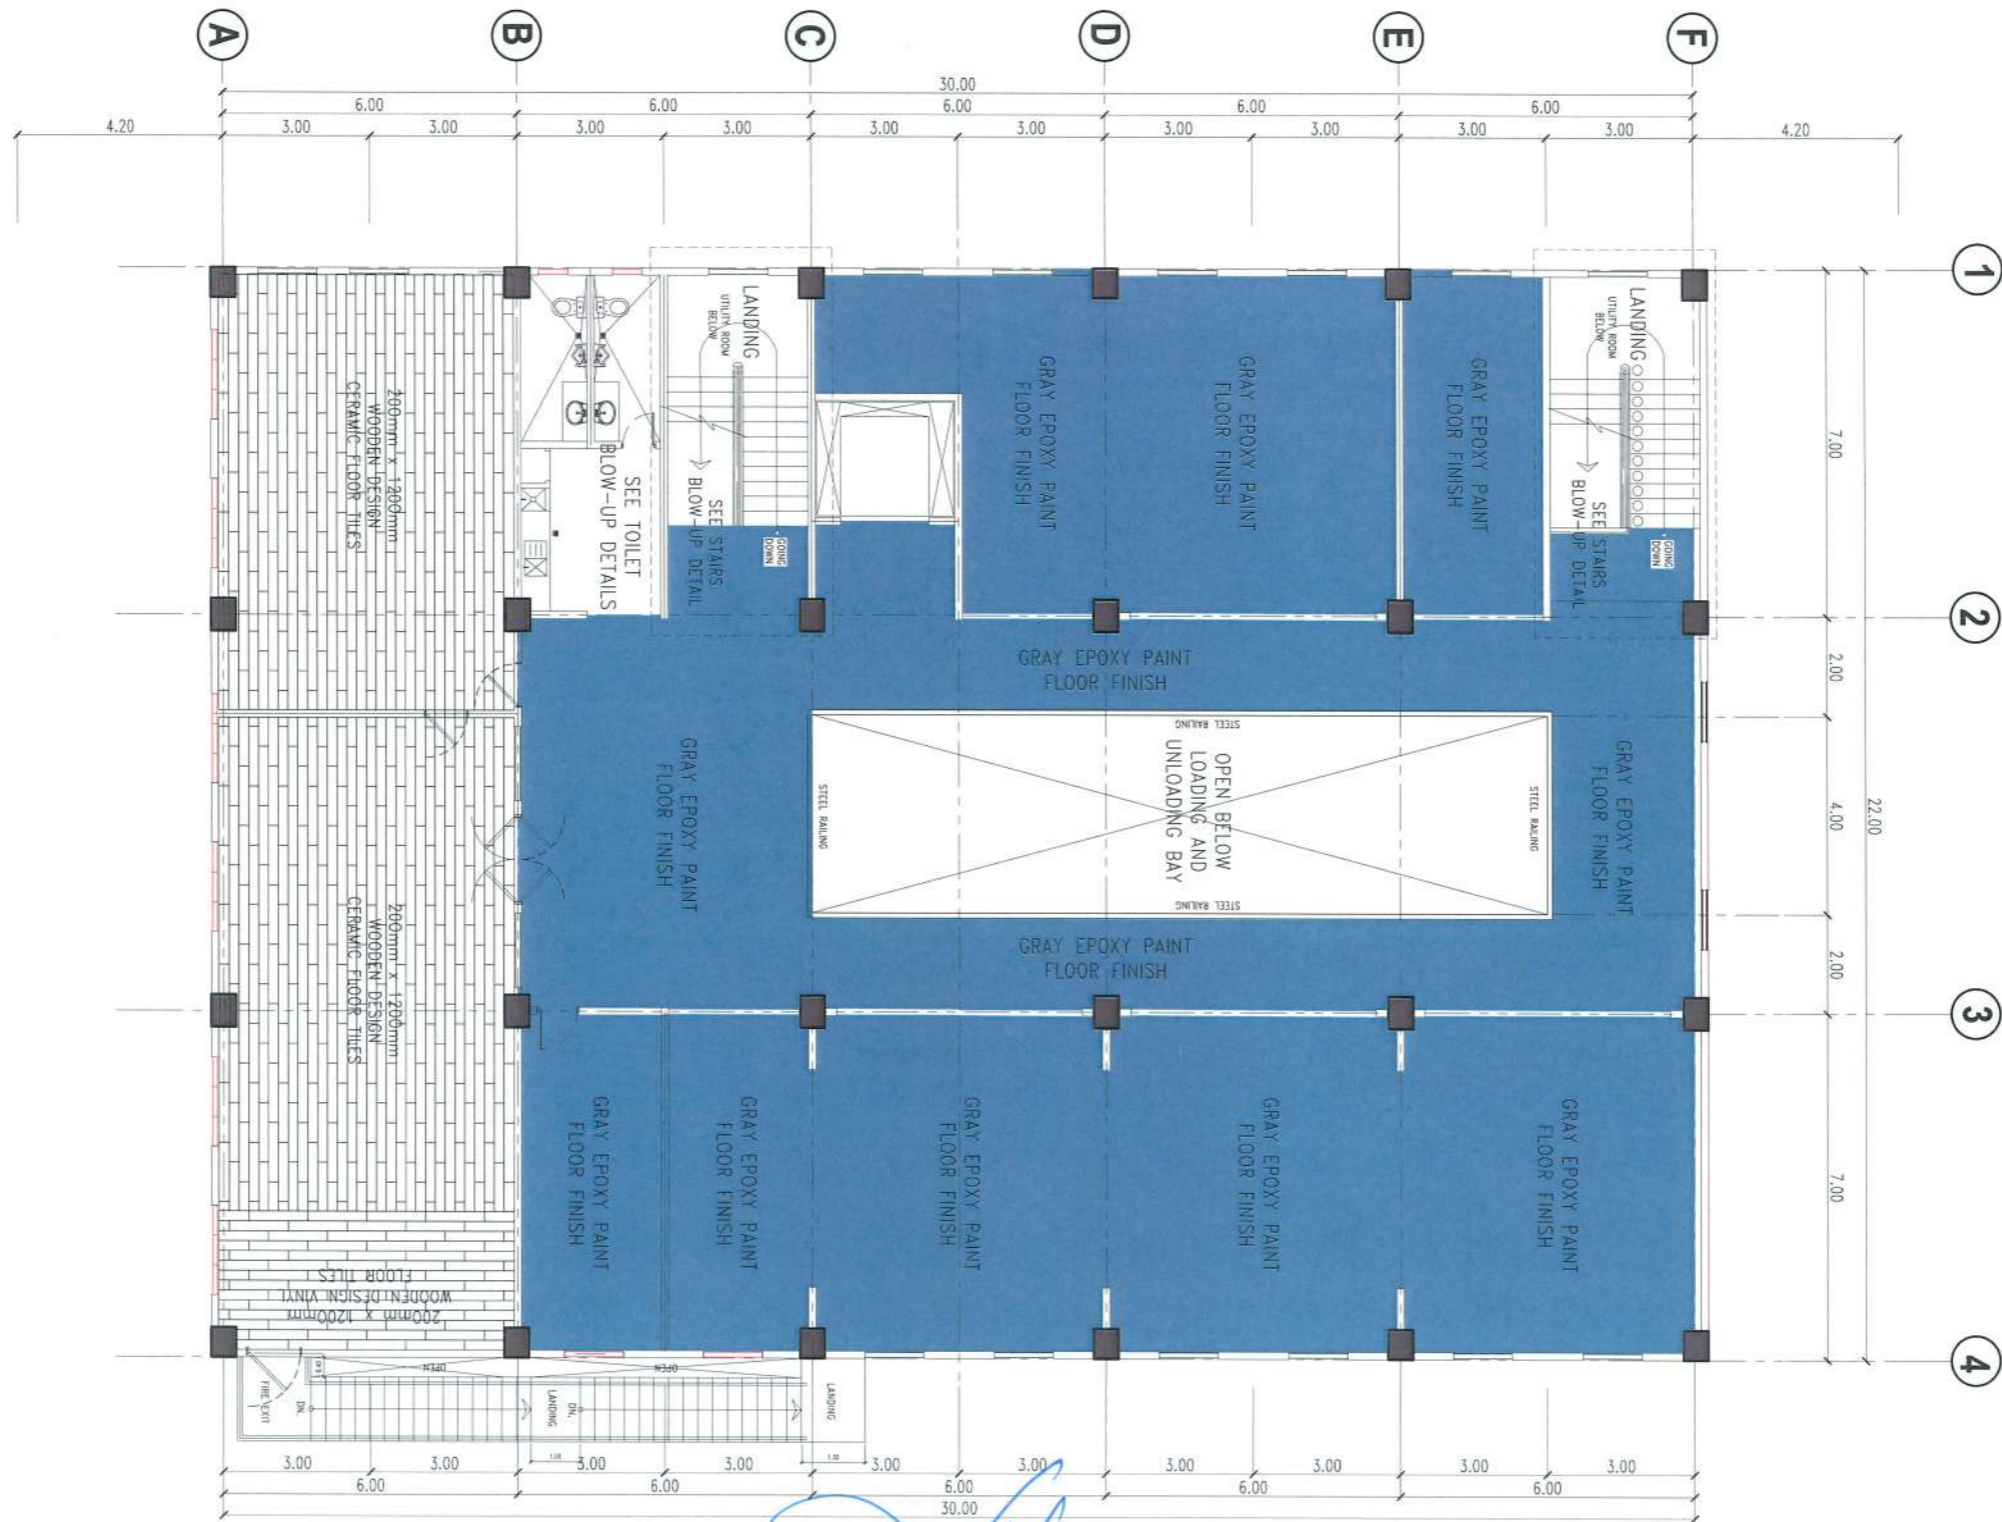 A B C D E F
30.00
6.00 6.00 6.00 6.00 6.00
4.20 3.00 3.00 3.00 3.00 3.00 3.00 3.00 3.00 3.00 3.00 4.20
1
2
3
4
7.00
2.00
4.00
2.00
7.00
22.00
LANDING
UTILITY ROOM
BELOW
LANDING
UTILITY ROOM
BELOW
200mm x 1200mm
WOODEN DESIGN
CERAMIC FLOOR TILES
SEE TOILET
BLOW-UP DETAILS
SEE STAIRS
BLOW-UP DETAIL
GOING
DOWN
GRAY EPOXY PAINT
FLOOR FINISH
GRAY EPOXY PAINT
FLOOR FINISH
GRAY EPOXY PAINT
FLOOR FINISH
SEE STAIRS
BLOW-UP DETAIL
GOING
DOWN
GRAY EPOXY PAINT
FLOOR FINISH
STEEL RAILING
GRAY EPOXY PAINT
FLOOR FINISH
STEEL RAILING
OPEN BELOW
LOADING AND
UNLOADING BAY
STEEL RAILING
GRAY EPOXY PAINT
FLOOR FINISH
STEEL RAILING
GRAY EPOXY PAINT
FLOOR FINISH
200mm x 1200mm
WOODEN DESIGN
CERAMIC FLOOR TILES
GRAY EPOXY PAINT
FLOOR FINISH
GRAY EPOXY PAINT
FLOOR FINISH
GRAY EPOXY PAINT
FLOOR FINISH
GRAY EPOXY PAINT
FLOOR FINISH
GRAY EPOXY PAINT
FLOOR FINISH
200mm x 1200mm
WOODEN DESIGN VINYL
FLOOR TILES
OPEN
OPEN
FIRE EXIT
DN.
LANDING
DN.
LANDING
3.00 3.00 3.00 3.00 3.00 3.00 3.00 3.00 3.00 3.00
6.00 6.00 6.00 6.00 6.00
30.00